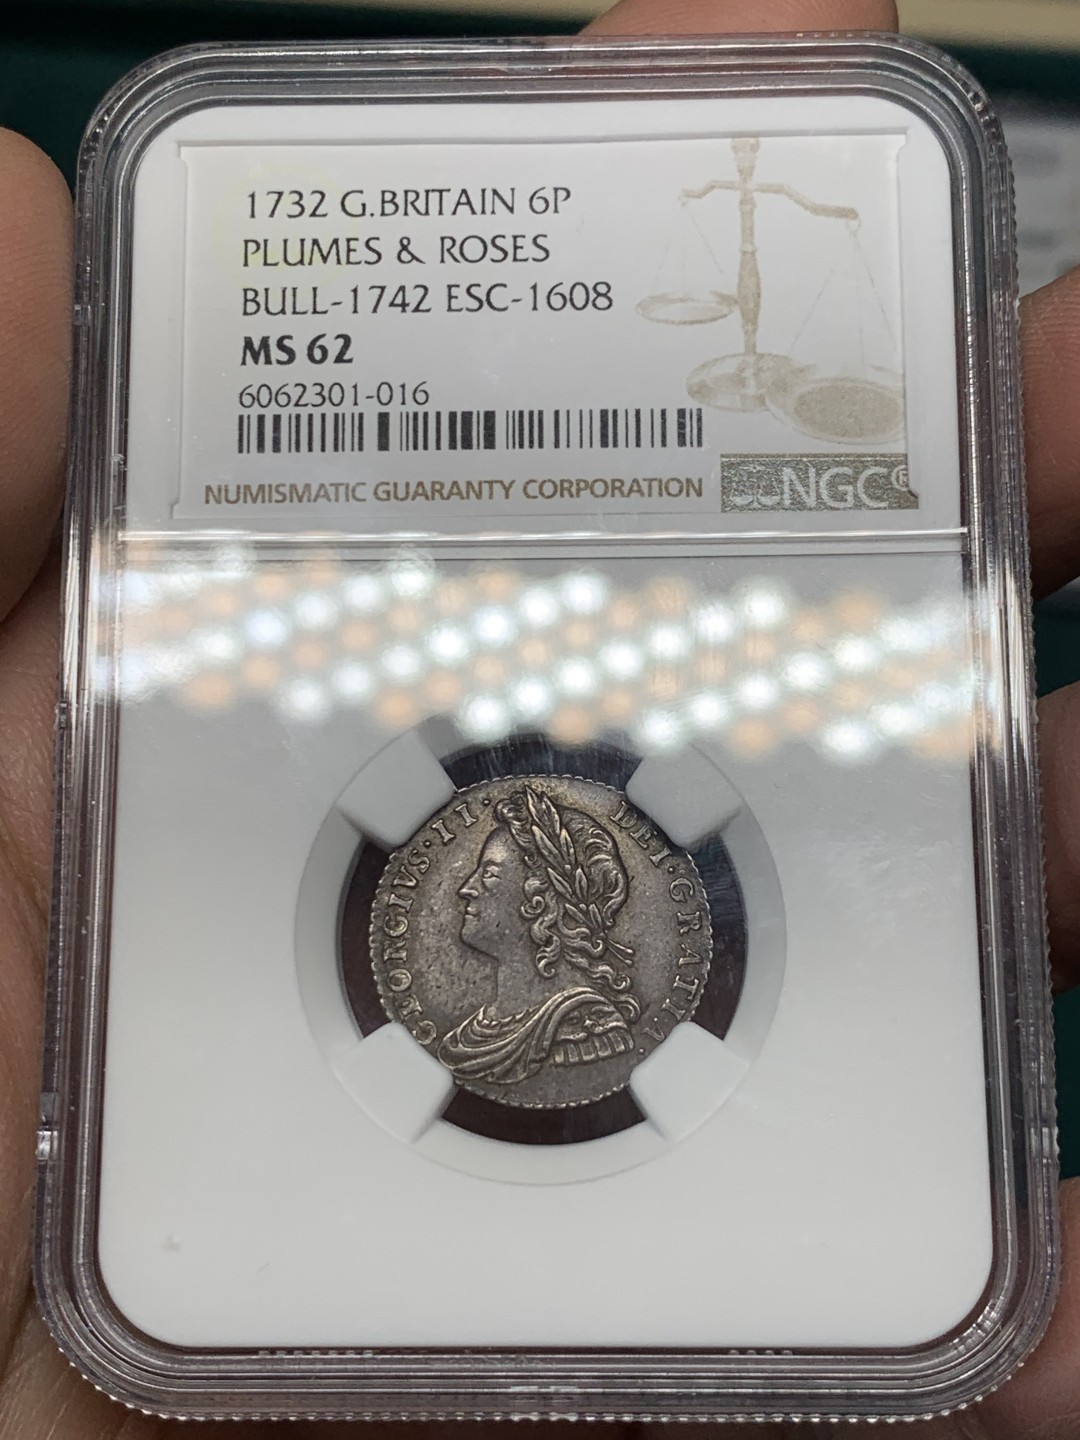 1732 G.BRITAIN 6P
PLUMES & ROSES
BULL-1742 ESC-1608
MS 62
6062301-016
NUMISMATIC GUARANTY CORPORATION NGC®
GEORGIVS·II· DEI·GRATIA·